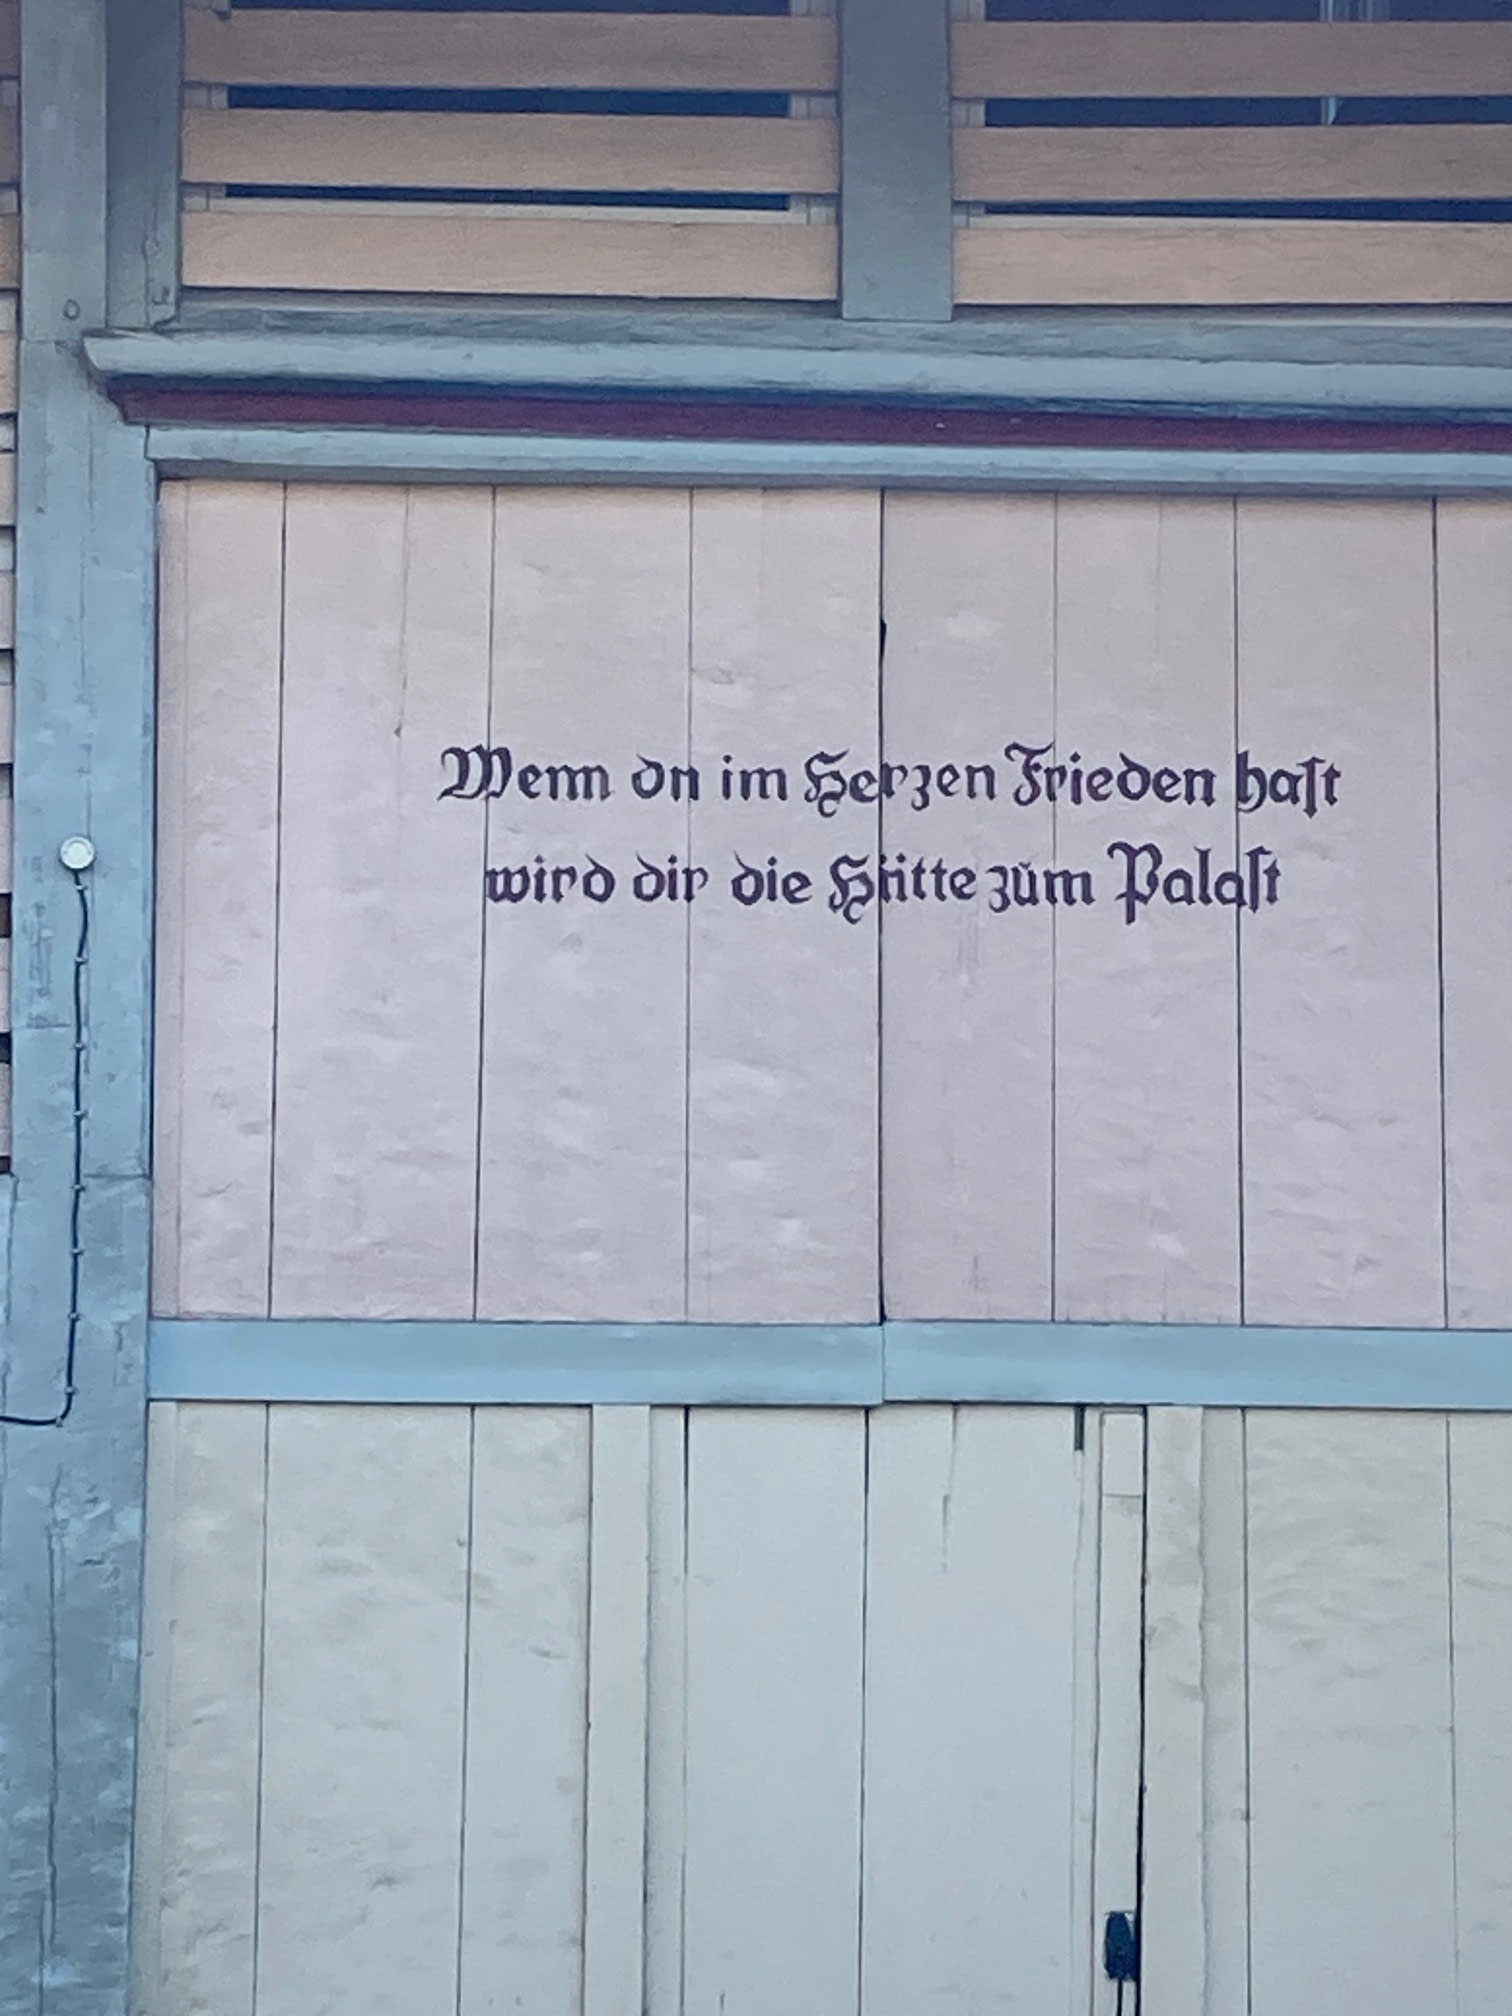 Wenn du im Herzen Frieden haſt
wird dir die Hütte zum Palaſt